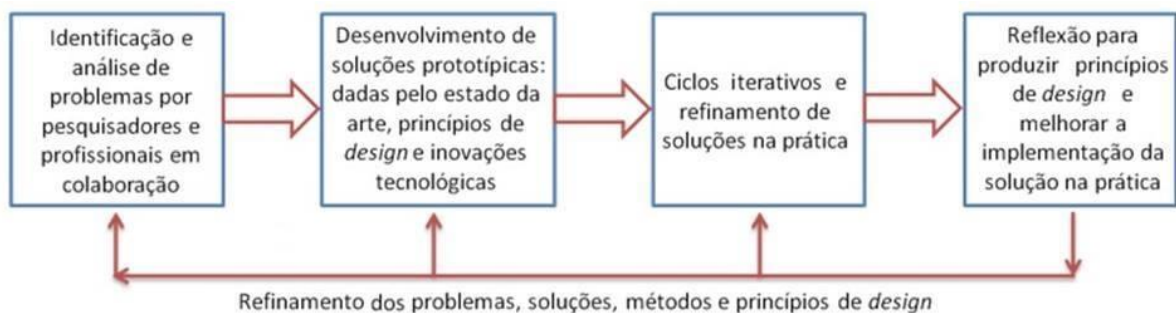 Identificação e
análise de
problemas por
pesquisadores e
profissionais em
colaboração
Desenvolvimento de
soluções prototípicas:
dadas pelo estado da
arte, princípios de
design e inovações
tecnológicas
Ciclos iterativos e
refinamento de
soluções na prática
Reflexão para
produzir princípios
de design e
melhorar a
implementação da
solução na prática
Refinamento dos problemas, soluções, métodos e princípios de design